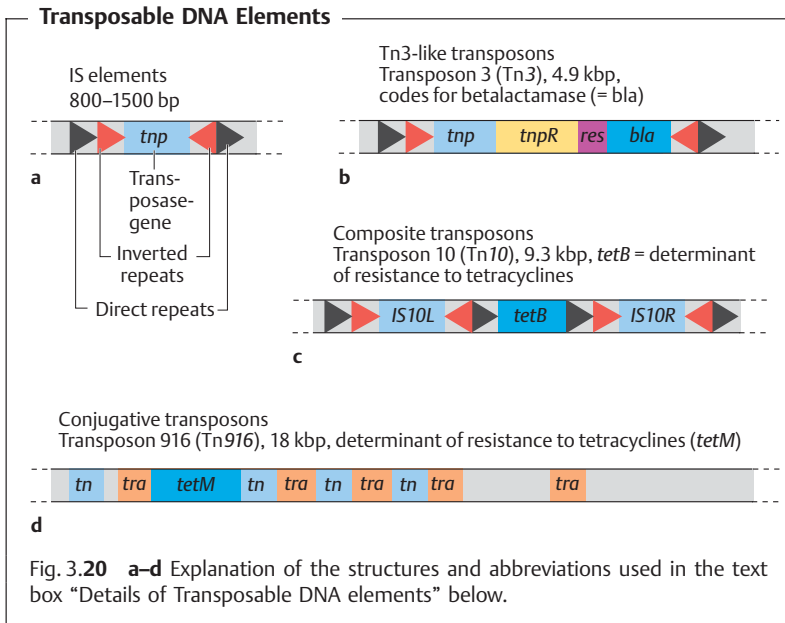 Transposable DNA Elements
IS elements
800–1500 bp
tnp
a
Trans-
posase-
gene
Inverted
repeats
Direct repeats
Tn3-like transposons
Transposon 3 (Tn3), 4.9 kbp,
codes for betalactamase (= bla)
tnp tnpR res bla
b
Composite transposons
Transposon 10 (Tn10), 9.3 kbp, tetB = determinant
of resistance to tetracyclines
IS10L tetB IS10R
c
Conjugative transposons
Transposon 916 (Tn916), 18 kbp, determinant of resistance to tetracyclines (tetM)
tn tra tetM tn tra tn tra tn tra tra
d
Fig. 3.20 a–d Explanation of the structures and abbreviations used in the text
box “Details of Transposable DNA elements” below.